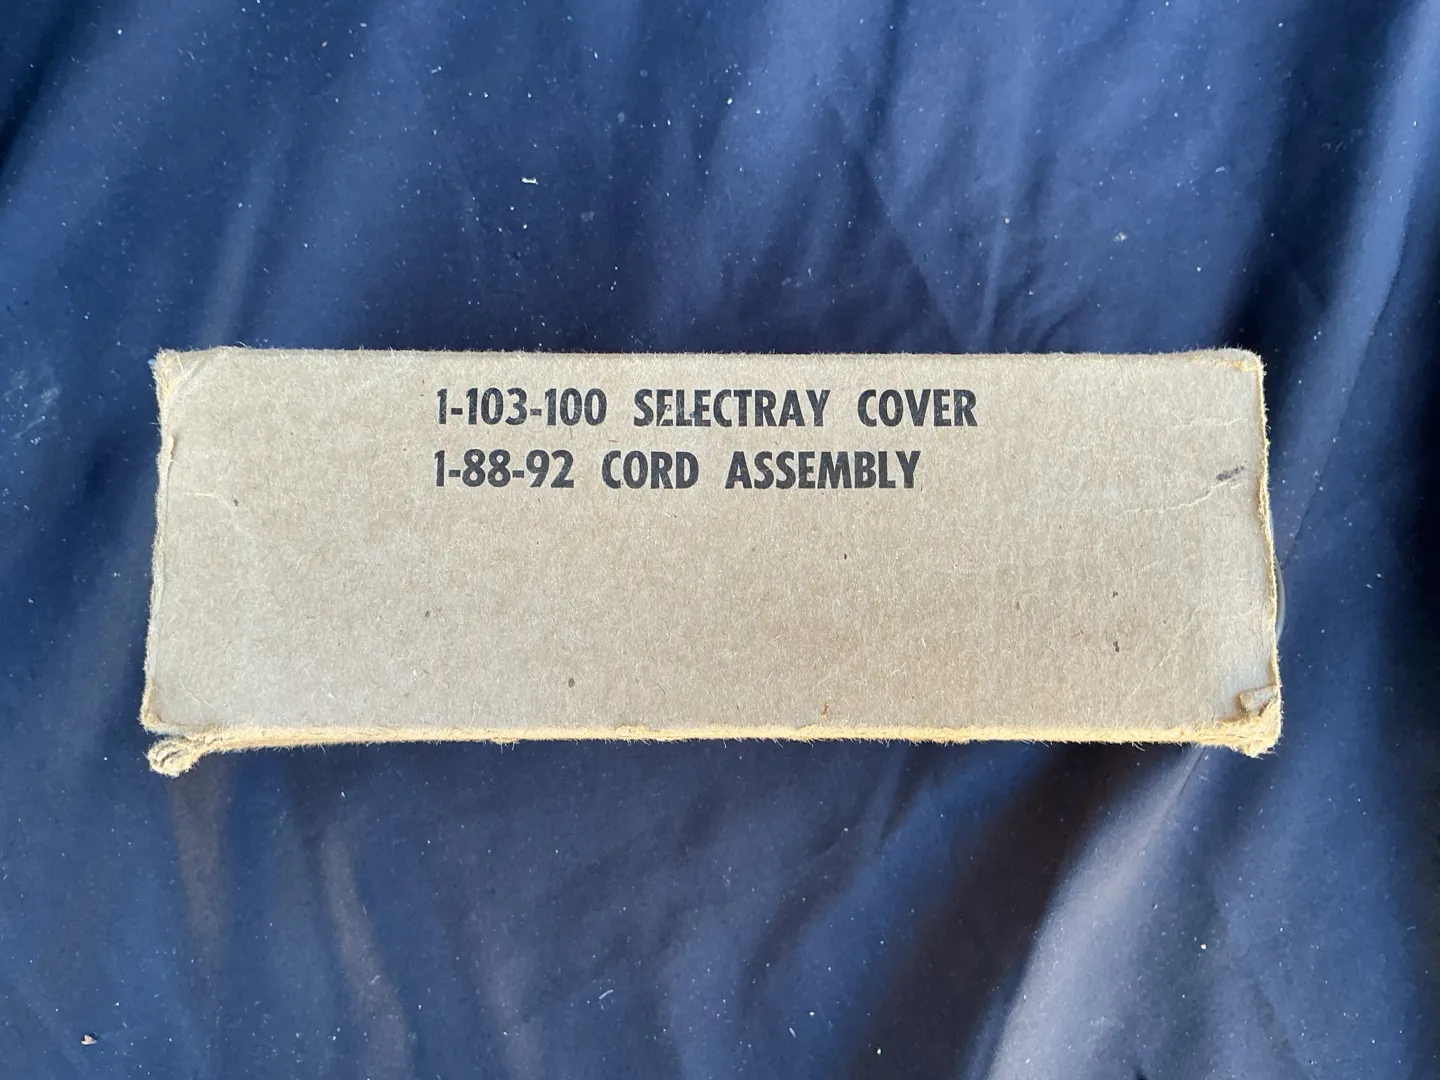 1-103-100 SELECTRAY COVER
1-88-92 CORD ASSEMBLY